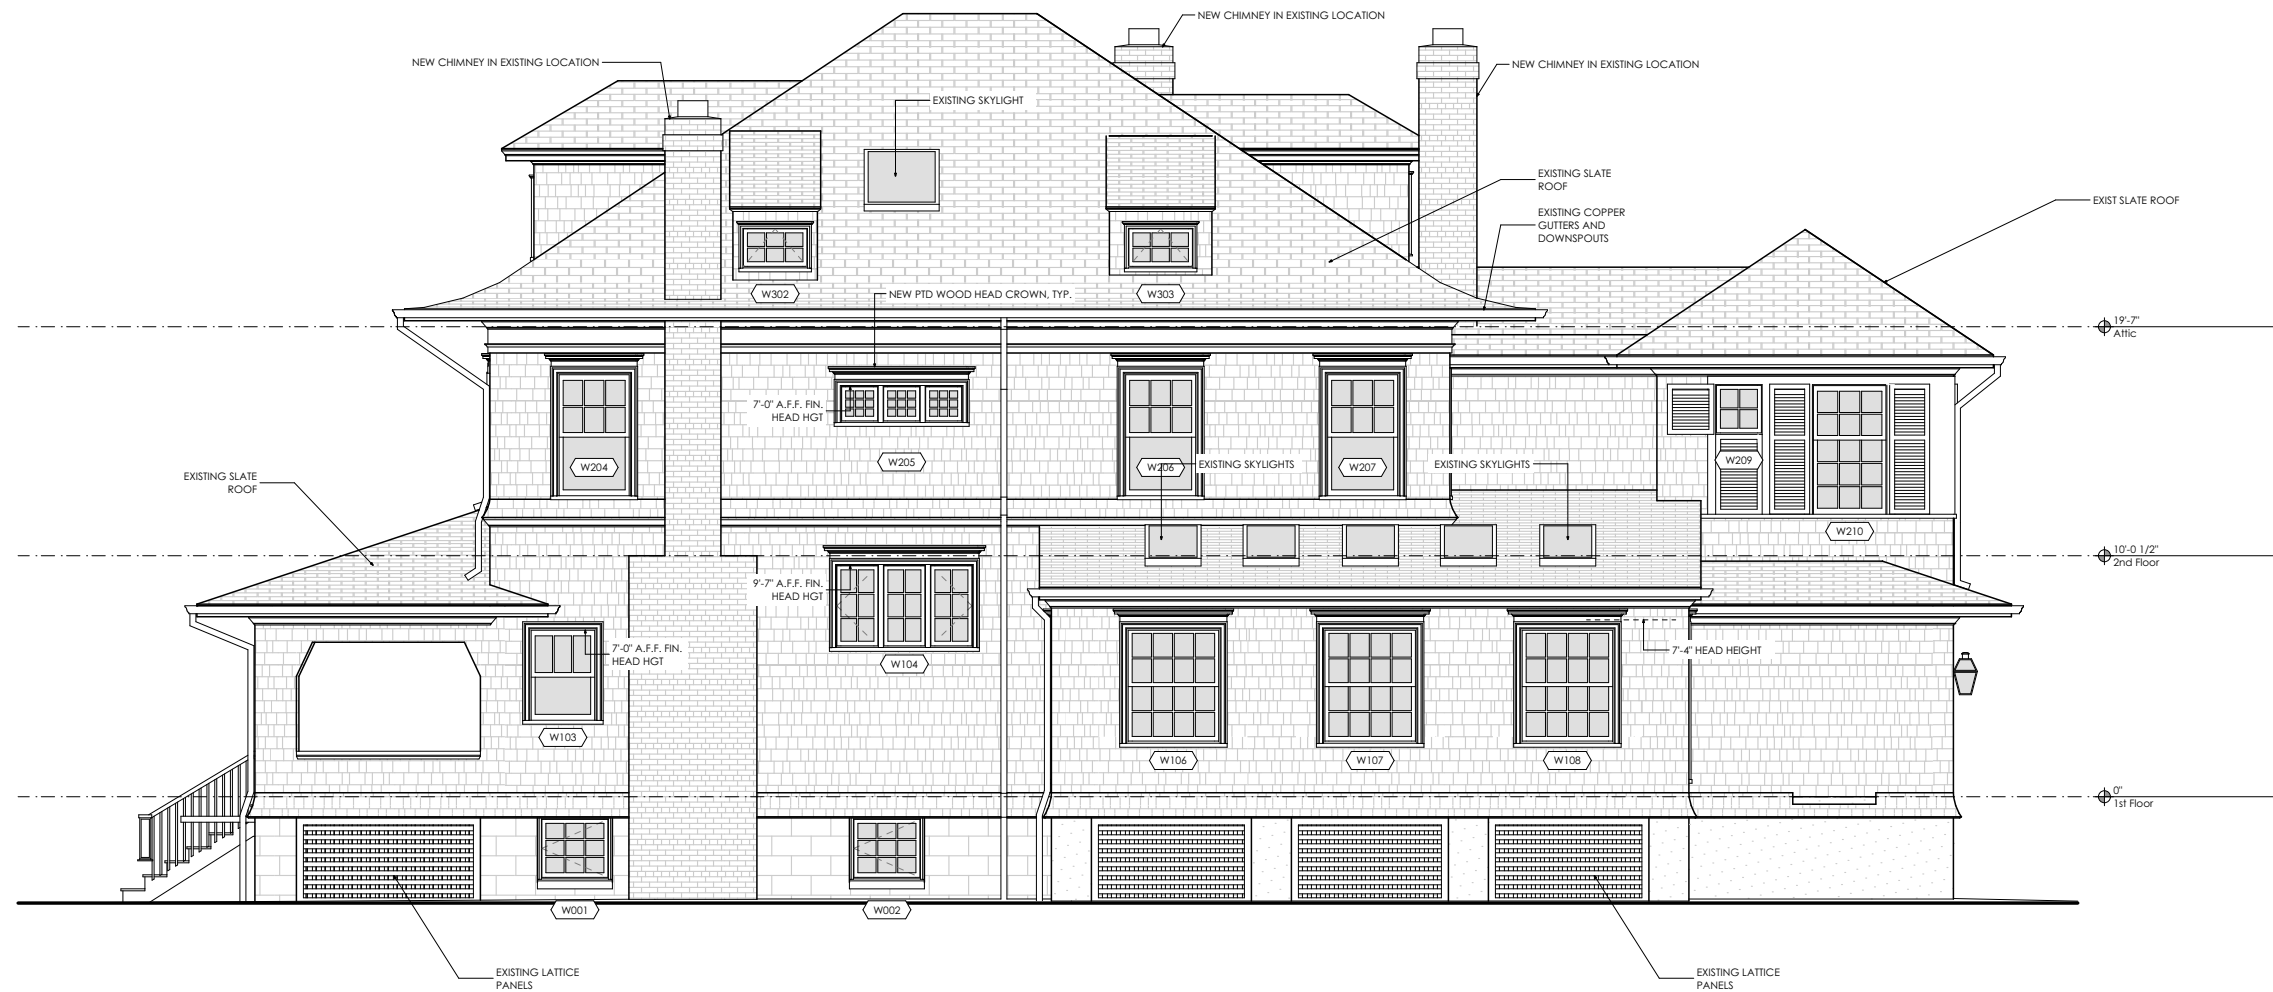 NEW CHIMNEY IN EXISTING LOCATION
NEW CHIMNEY IN EXISTING LOCATION
NEW CHIMNEY IN EXISTING LOCATION
EXISTING SKYLIGHT
EXISTING SLATE
ROOF
EXIST SLATE ROOF
EXISTING COPPER
GUTTERS AND
DOWNSPOUTS
W302
NEW PTD WOOD HEAD CROWN, TYP.
W303
19'-7"
Attic
7'-0" A.F.F. FIN.
HEAD HGT
W204
W205
W206
EXISTING SKYLIGHTS
W207
EXISTING SKYLIGHTS
W209
EXISTING SLATE
ROOF
W210
10'-0 1/2"
2nd Floor
9'-7" A.F.F. FIN.
HEAD HGT
7'-0" A.F.F. FIN.
HEAD HGT
W104
7'-4" HEAD HEIGHT
W103
W106
W107
W108
0"
1st Floor
W001
W002
EXISTING LATTICE
PANELS
EXISTING LATTICE
PANELS